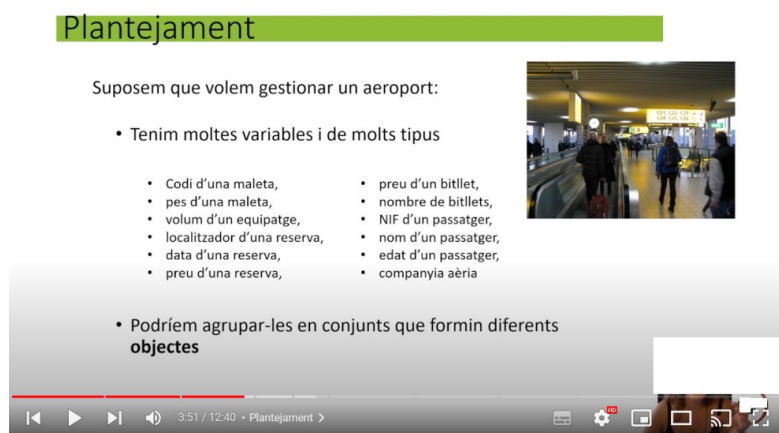 Plantejament
Suposem que volem gestionar un aeroport:
• Tenim moltes variables i de molts tipus
• Codi d'una maleta,
• pes d'una maleta,
• volum d'un equipatge,
• localitzador d'una reserva,
• data d'una reserva,
• preu d'una reserva,
• preu d'un bitllet,
• nombre de bitllets,
• NIF d'un passatger,
• nom d'un passatger,
• edat d'un passatger,
• companyia aèria
• Podríem agrupar-les en conjunts que formin diferents
objectes
3:51 / 12:40 • Plantejament >
HD